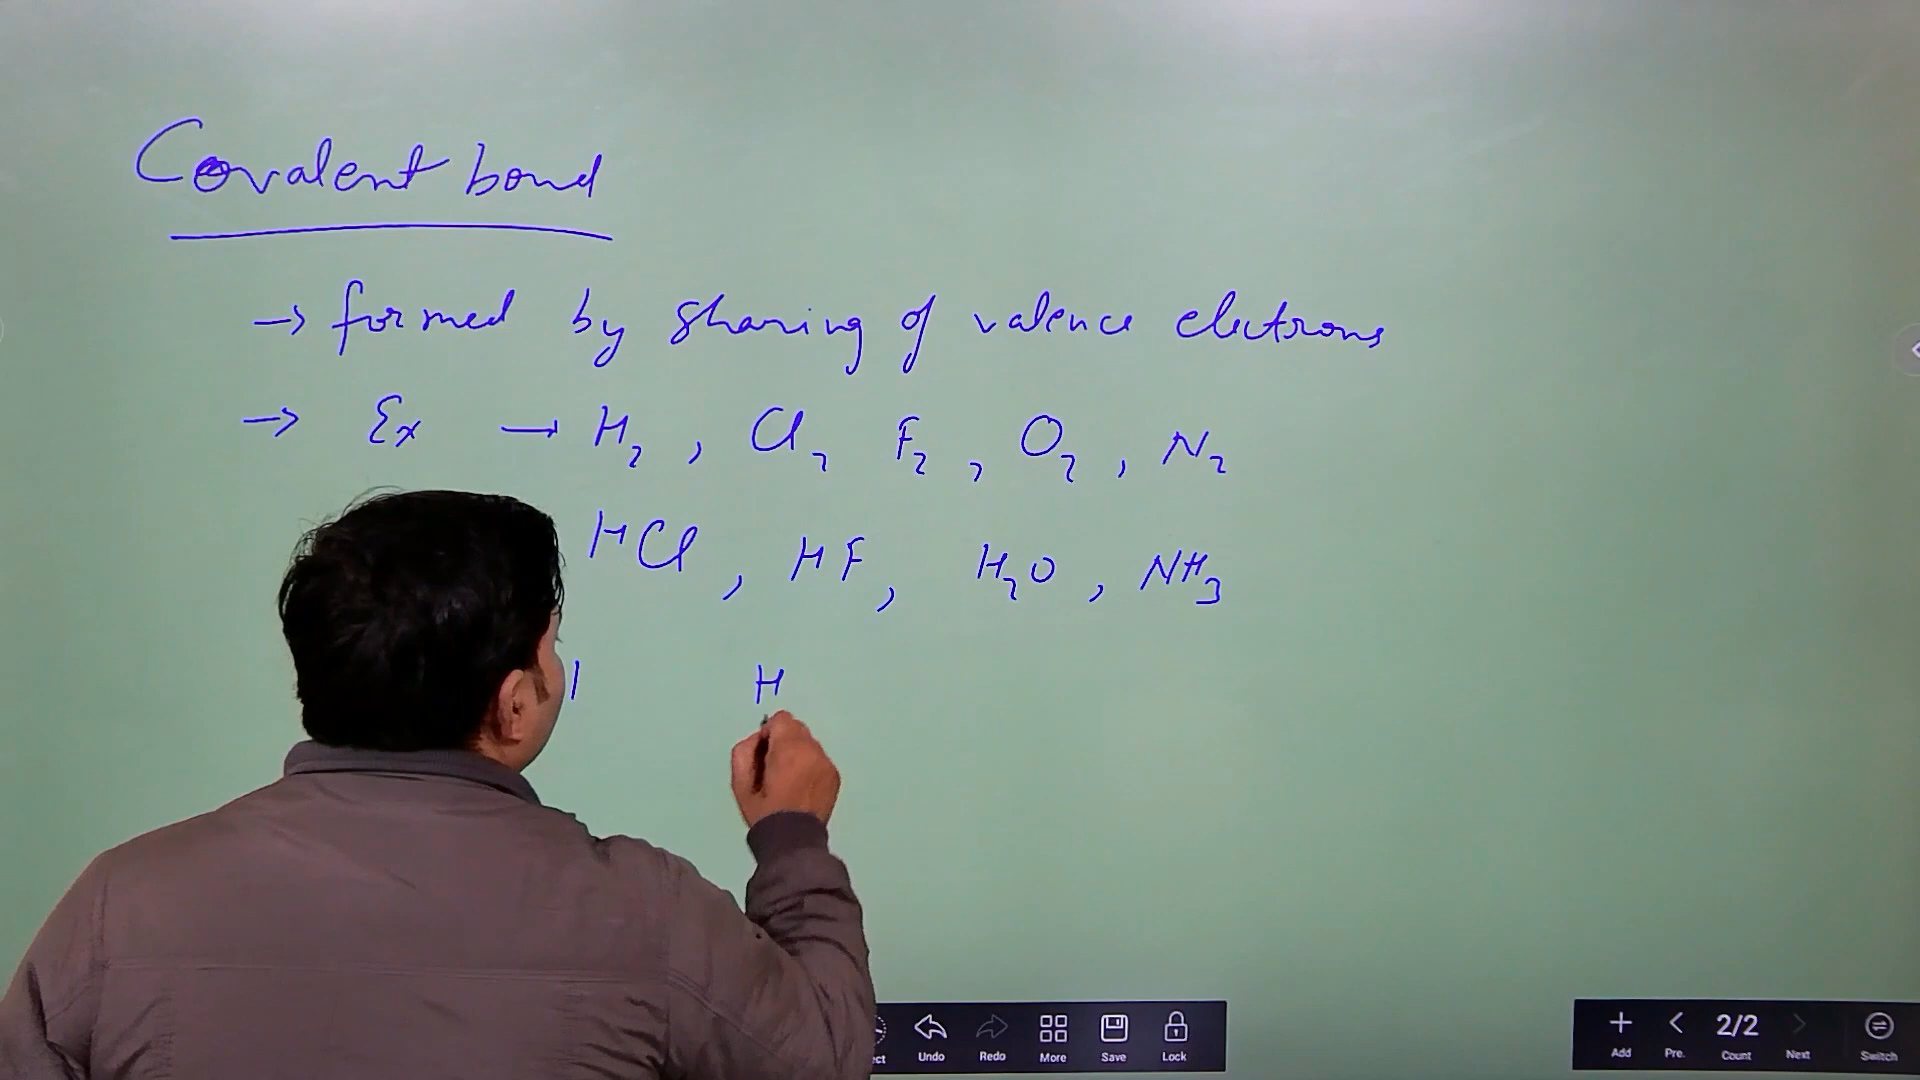 Covalent bond
→ formed by sharing of valence electrons
→ Ex → H₂, Cl₂ F₂, O₂, N₂
HCl, HF, H₂O, NH₃
H
Undo Redo More Save Lock
Add Pre. 2/2 Count Next Switch